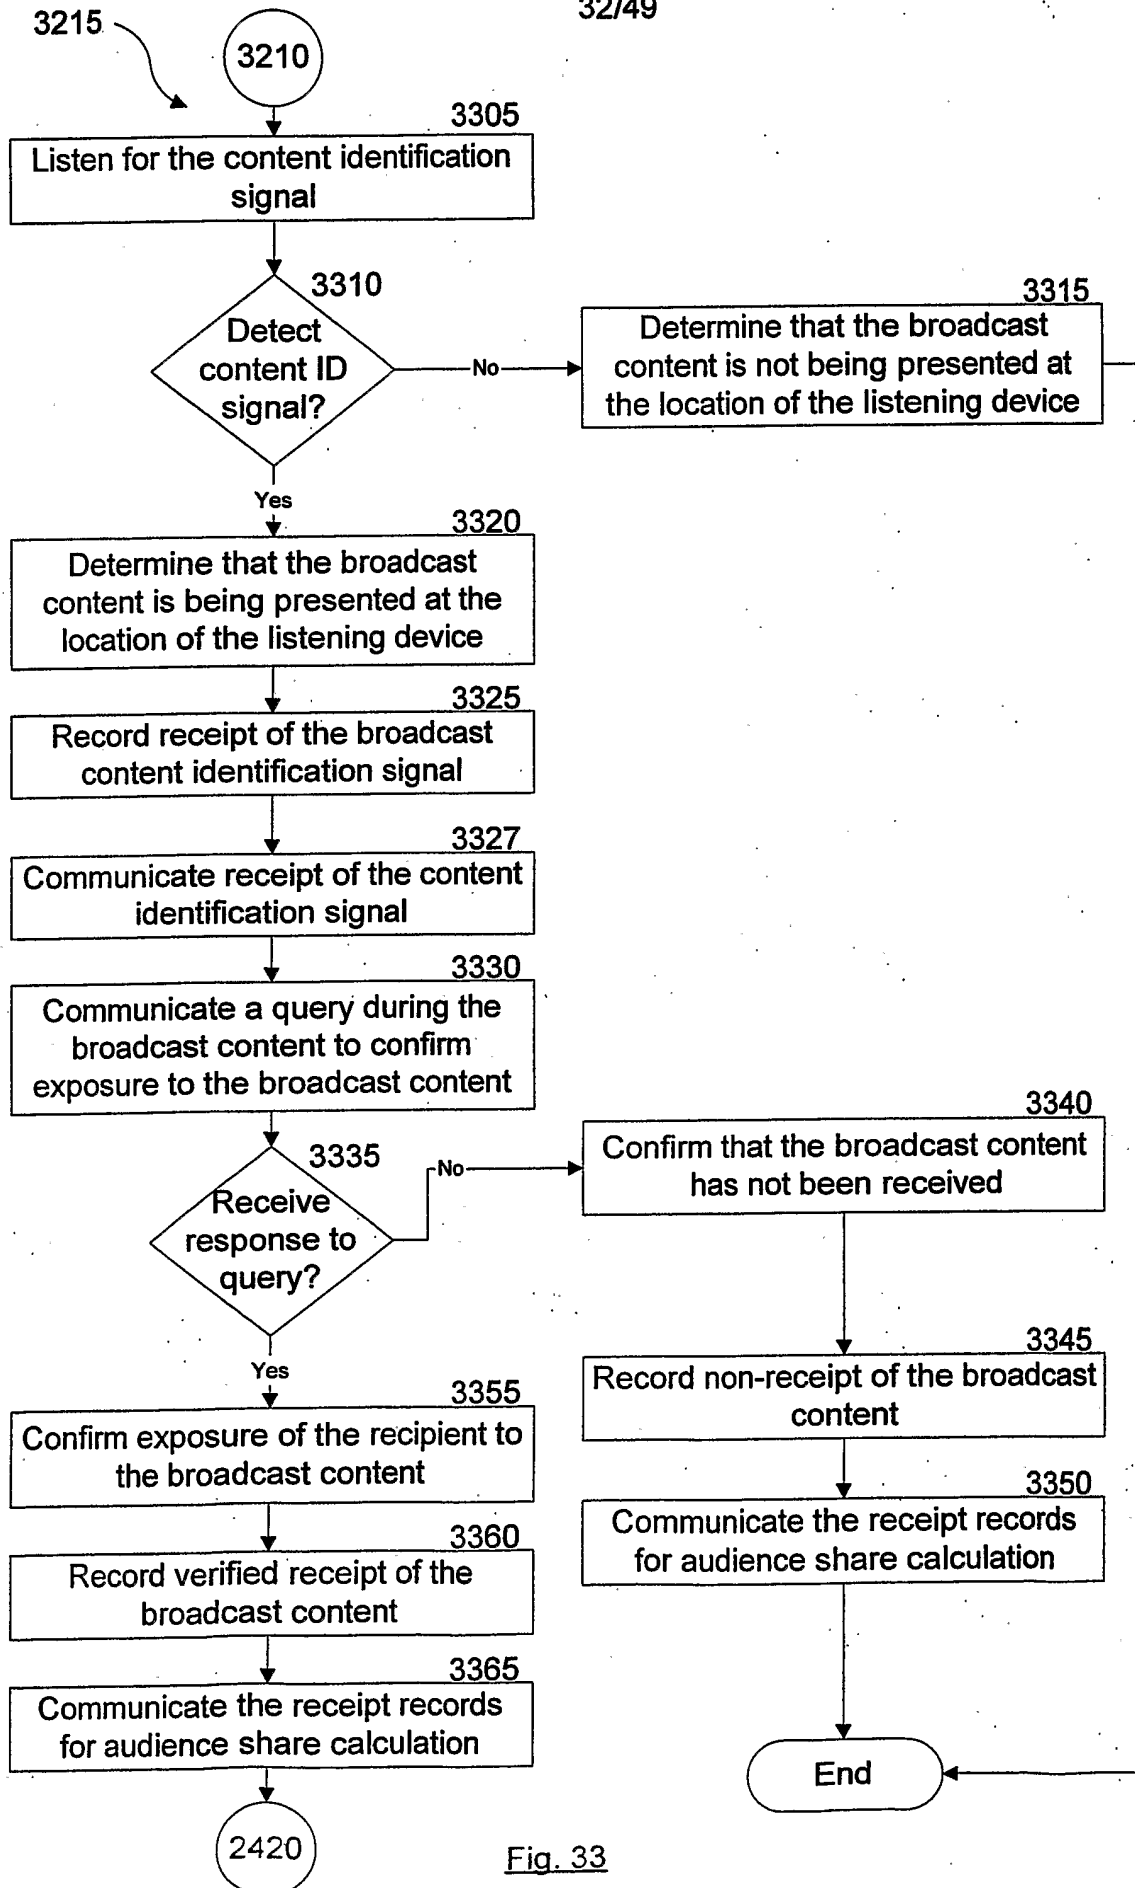 32/49
3215
3210
3305
Listen for the content identification
signal
3310
Detect
content ID
signal?
No
3315
Determine that the broadcast
content is not being presented at
the location of the listening device
Yes
3320
Determine that the broadcast
content is being presented at the
location of the listening device
3325
Record receipt of the broadcast
content identification signal
3327
Communicate receipt of the content
identification signal
3330
Communicate a query during the
broadcast content to confirm
exposure to the broadcast content
3335
Receive
response to
query?
No
3340
Confirm that the broadcast content
has not been received
3345
Record non-receipt of the broadcast
content
3350
Communicate the receipt records
for audience share calculation
Yes
3355
Confirm exposure of the recipient to
the broadcast content
3360
Record verified receipt of the
broadcast content
3365
Communicate the receipt records
for audience share calculation
End
2420
Fig. 33